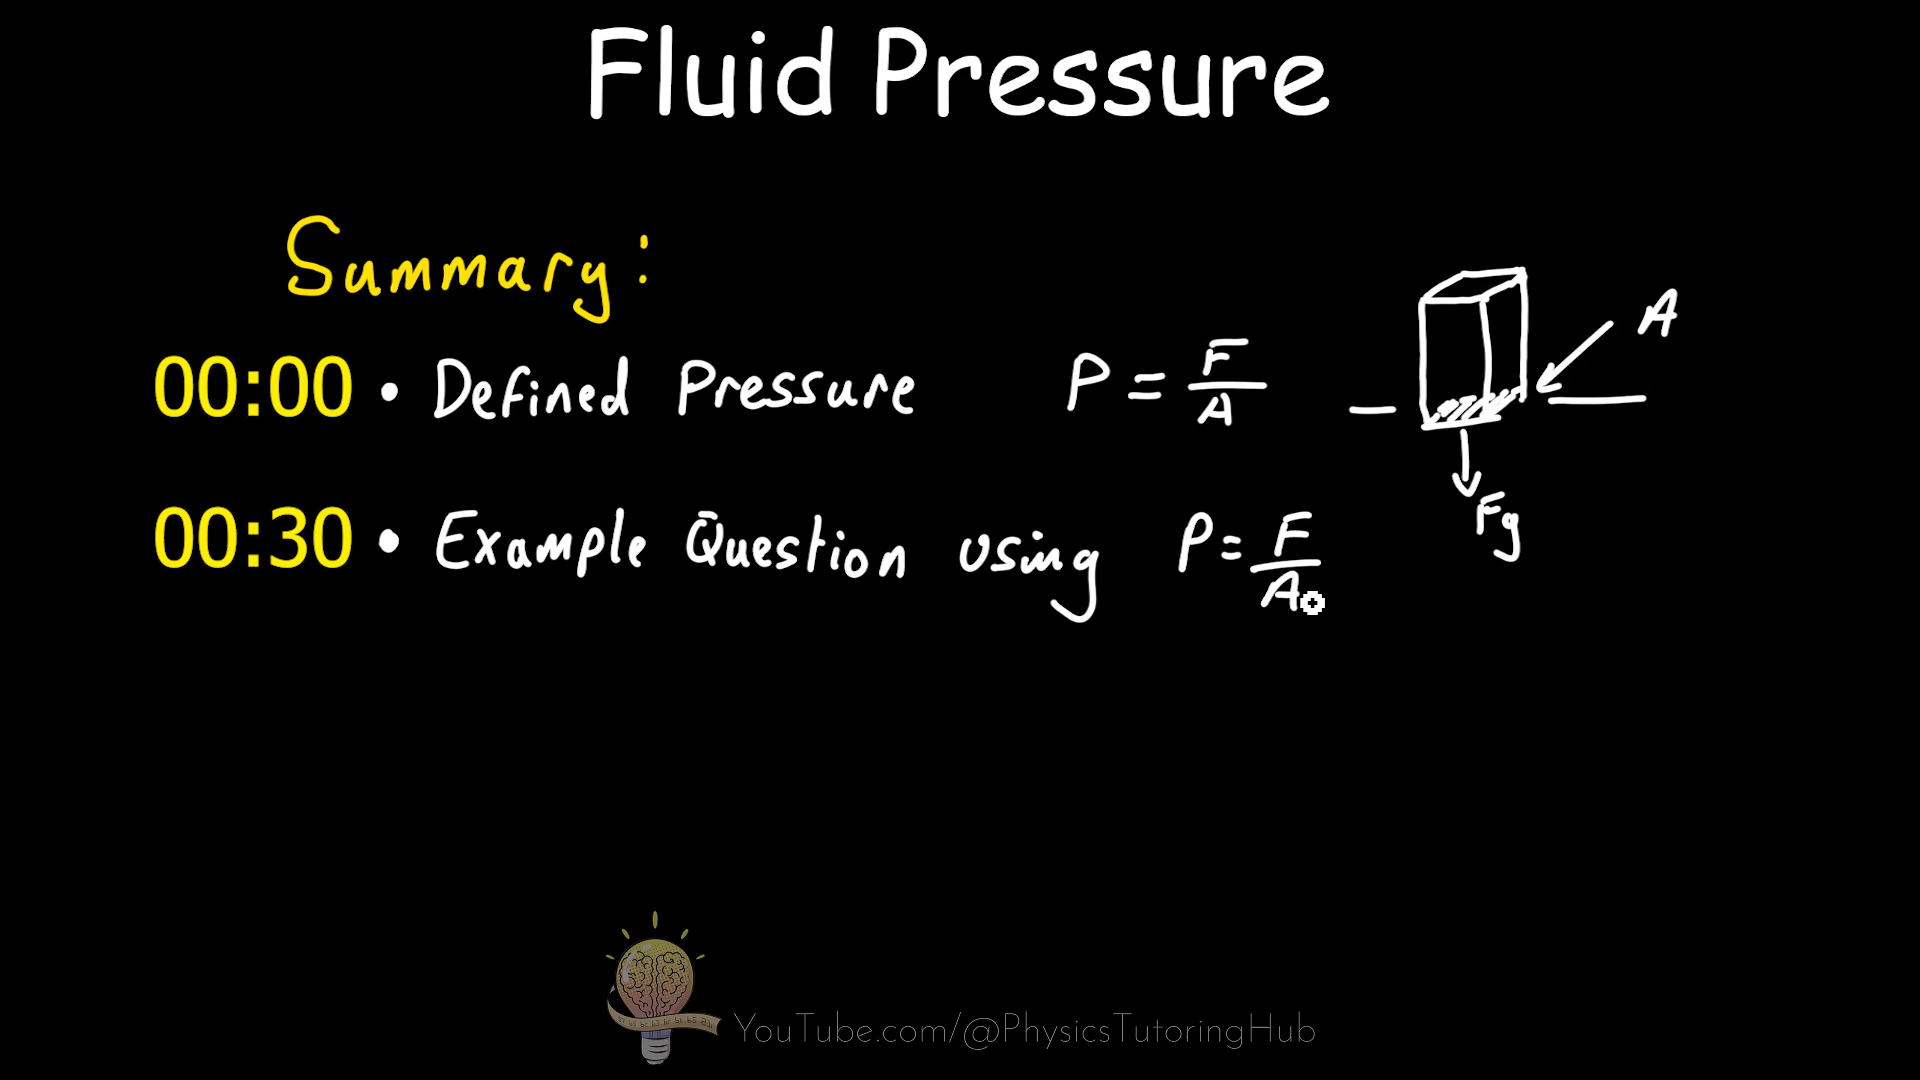 Fluid Pressure
Summary:
00:00 • Defined Pressure P = F/A
A
Fg
00:30 • Example Question using P = F/A
YouTube.com/@PhysicsTutoringHub